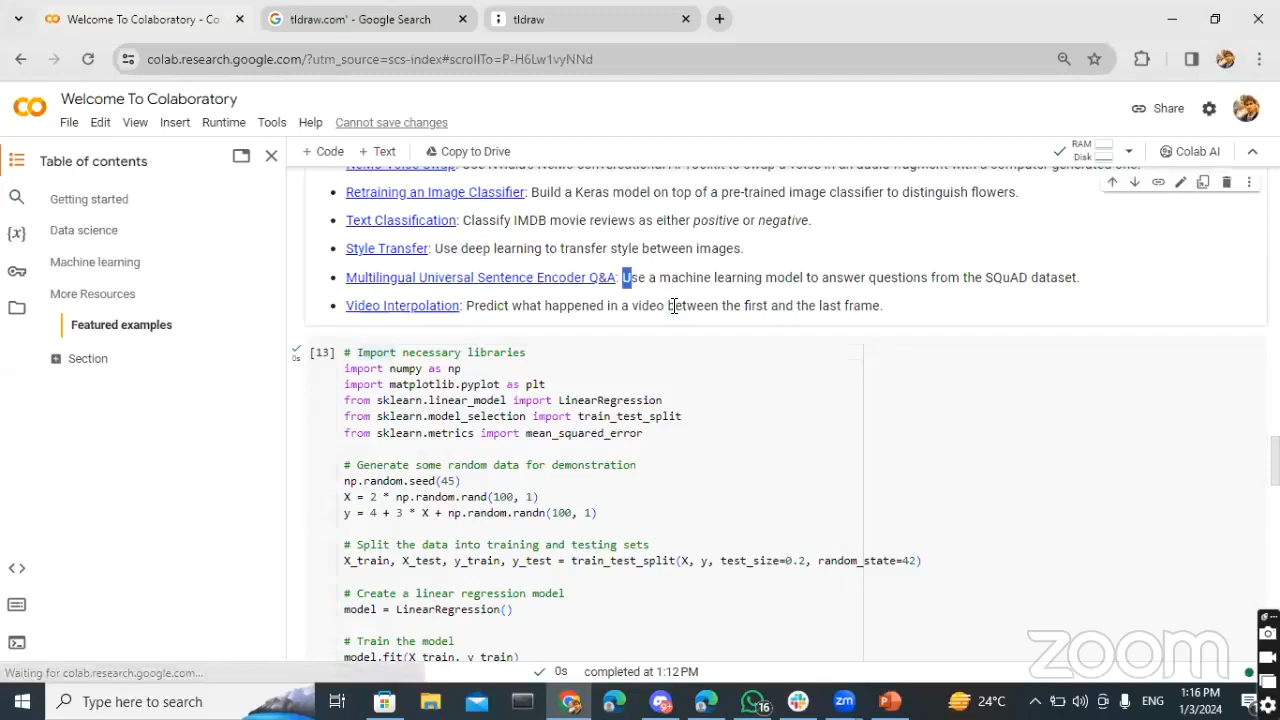 Welcome To Colaboratory - Co
tldraw.com' - Google Search
tldraw
colab.research.google.com/?utm_source=scs-index#scrollTo=P-H6Lw1vyNNd
Welcome To Colaboratory
File Edit View Insert Runtime Tools Help Cannot save changes
Share
Table of contents
+ Code + Text Copy to Drive
RAM
Disk
Colab AI
Getting started
Data science
Machine learning
More Resources
Featured examples
Section
Retraining an Image Classifier: Build a Keras model on top of a pre-trained image classifier to distinguish flowers.
Text Classification: Classify IMDB movie reviews as either positive or negative.
Style Transfer: Use deep learning to transfer style between images.
Multilingual Universal Sentence Encoder Q&A: Use a machine learning model to answer questions from the SQuAD dataset.
Video Interpolation: Predict what happened in a video between the first and the last frame.
0s
[13] # Import necessary libraries
import numpy as np
import matplotlib.pyplot as plt
from sklearn.linear_model import LinearRegression
from sklearn.model_selection import train_test_split
from sklearn.metrics import mean_squared_error
# Generate some random data for demonstration
np.random.seed(45)
X = 2 * np.random.rand(100, 1)
y = 4 + 3 * X + np.random.randn(100, 1)
# Split the data into training and testing sets
X_train, X_test, y_train, y_test = train_test_split(X, y, test_size=0.2, random_state=42)
# Create a linear regression model
model = LinearRegression()
# Train the model
model.fit(X_train, y_train)
zoom
Waiting for colab.research.google.com...
0s completed at 1:12 PM
Type here to search
16
zm
24°C
ENG
1:16 PM
1/3/2024